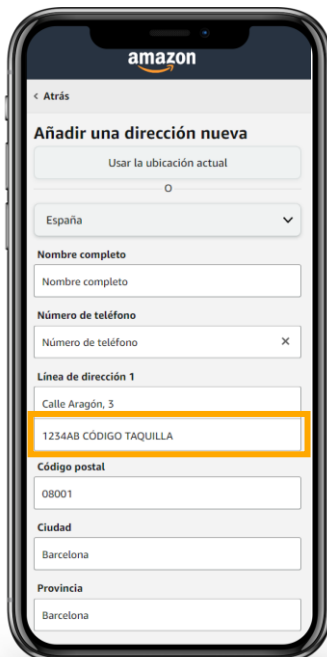 amazon
< Atrás
Añadir una dirección nueva
Usar la ubicación actual
O
España
Nombre completo
Nombre completo
Número de teléfono
Número de teléfono ×
Línea de dirección 1
Calle Aragón, 3
1234AB CÓDIGO TAQUILLA
Código postal
08001
Ciudad
Barcelona
Provincia
Barcelona